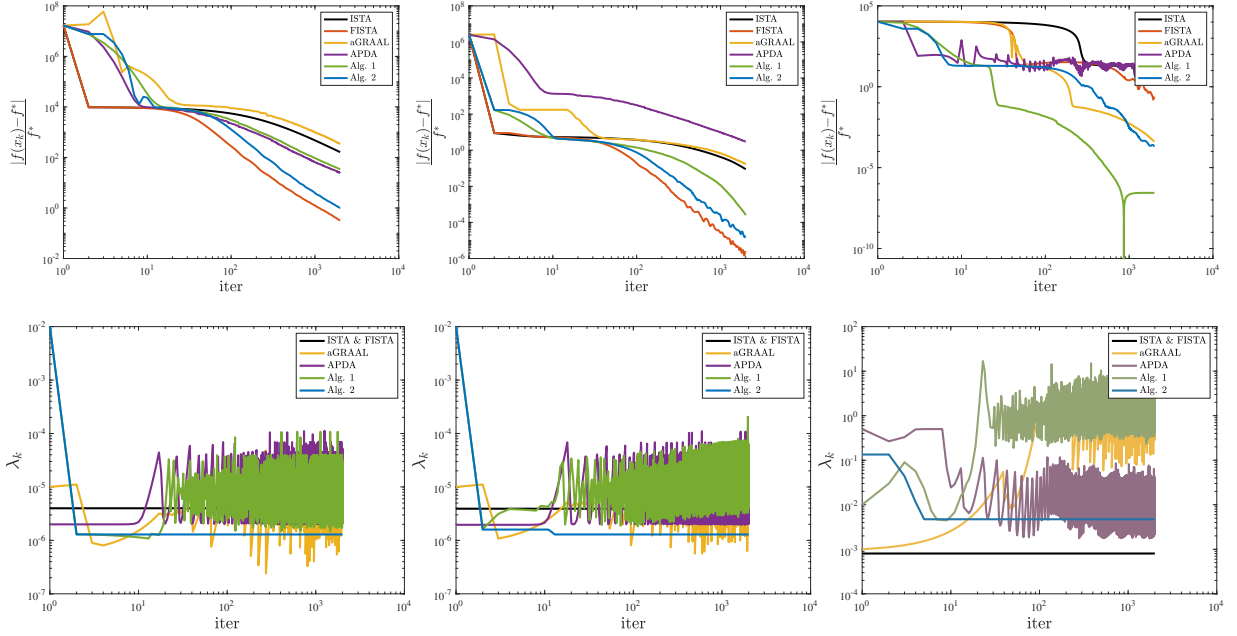 10^8
10^6
10^4
10^2
10^0
10^-2
|f(x_k)−f*|
f*
10^0
10^1
10^2
10^3
10^4
iter
ISTA
FISTA
aGRAAL
APDA
Alg. 1
Alg. 2
10^8
10^6
10^4
10^2
10^0
10^-2
10^-4
10^-6
|f(x_k)−f*|
f*
10^0
10^1
10^2
10^3
10^4
iter
ISTA
FISTA
aGRAAL
APDA
Alg. 1
Alg. 2
10^5
10^0
10^-5
10^-10
|f(x_k)−f*|
f*
10^0
10^1
10^2
10^3
10^4
iter
ISTA
FISTA
aGRAAL
APDA
Alg. 1
Alg. 2
10^-2
10^-3
10^-4
10^-5
10^-6
10^-7
λ_k
10^0
10^1
10^2
10^3
10^4
iter
ISTA & FISTA
aGRAAL
APDA
Alg. 1
Alg. 2
10^-2
10^-3
10^-4
10^-5
10^-6
10^-7
λ_k
10^0
10^1
10^2
10^3
10^4
iter
ISTA & FISTA
aGRAAL
APDA
Alg. 1
Alg. 2
10^2
10^1
10^0
10^-1
10^-2
10^-3
10^-4
λ_k
10^0
10^1
10^2
10^3
10^4
iter
ISTA & FISTA
aGRAAL
APDA
Alg. 1
Alg. 2